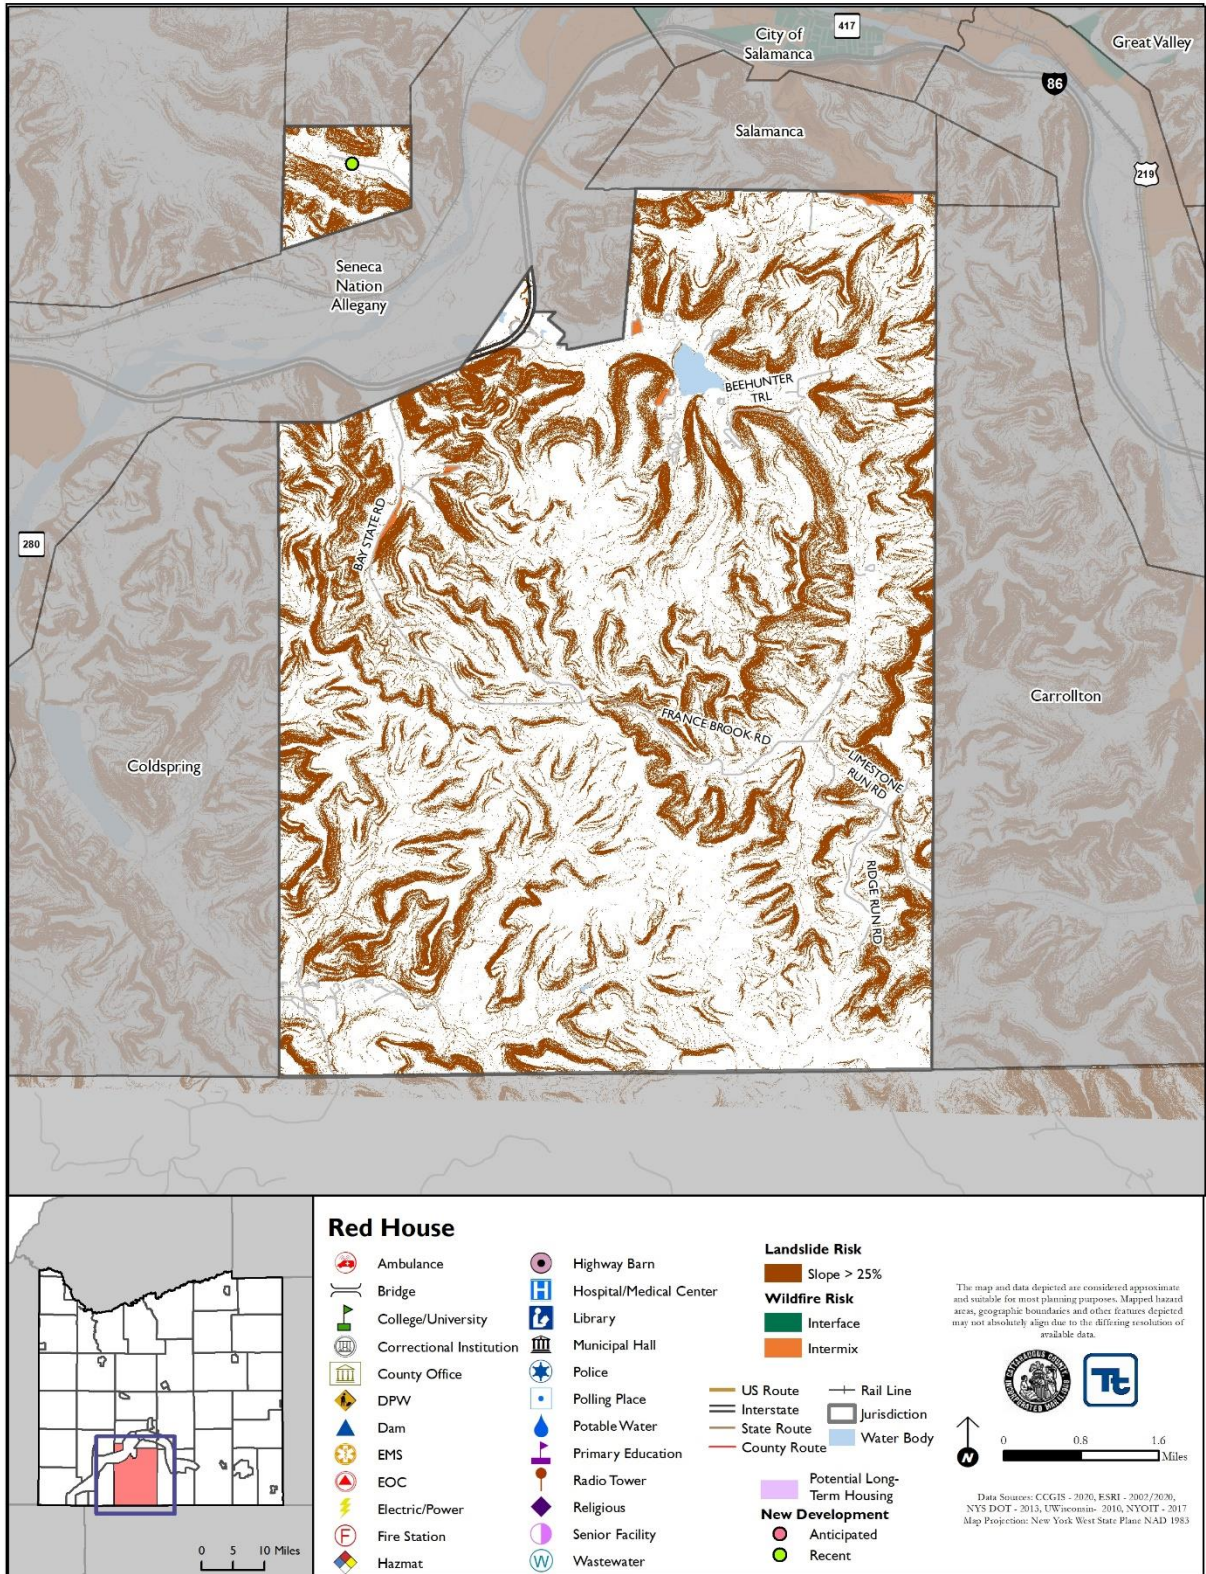 417
City of
Salamanca
Great Valley
86
Salamanca
219
Seneca
Nation
Allegany
BEEHUNTER
TRL
280
BAY STATE RD
FRANCE BROOK RD
LIMESTONE
RUN RD
RIDGE RUN RD
Coldspring
Carrollton
0 5 10 Miles
Red House
Ambulance
Bridge
College/University
Correctional Institution
County Office
DPW
Dam
EMS
EOC
Electric/Power
F Fire Station
Hazmat
Highway Barn
H Hospital/Medical Center
Library
Municipal Hall
Police
Polling Place
Potable Water
Primary Education
Radio Tower
Religious
Senior Facility
W Wastewater
Landslide Risk
Slope > 25%
Wildfire Risk
Interface
Intermix
US Route
Interstate
State Route
County Route
Rail Line
Jurisdiction
Water Body
Potential Long-
Term Housing
New Development
Anticipated
Recent
The map and data depicted are considered approximate
and suitable for most planning purposes. Mapped hazard
areas, geographic boundaries and other features depicted
may not absolutely align due to the differing resolution of
available data.
CATTARAUGUS COUNTY,
Tt
N
0 0.8 1.6
Miles
Data Sources: CCGIS - 2020, ESRI - 2002/2020,
NYS DOT - 2013, UWisconsin- 2010, NYOIT - 2017
Map Projection: New York West State Plane NAD 1983